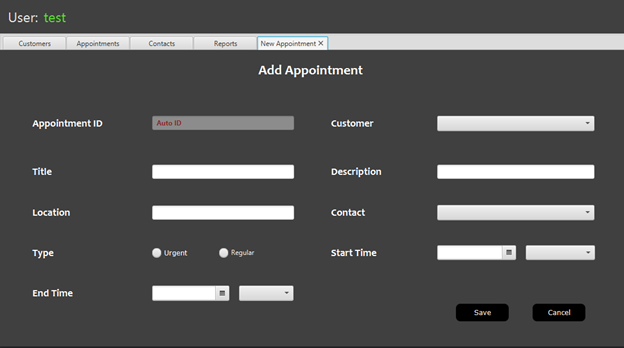 User: test
Customers Appointments Contacts Reports New Appointment X
Add Appointment
Appointment ID Auto ID Customer
Title Description
Location Contact
Type Urgent Regular Start Time
End Time
Save Cancel